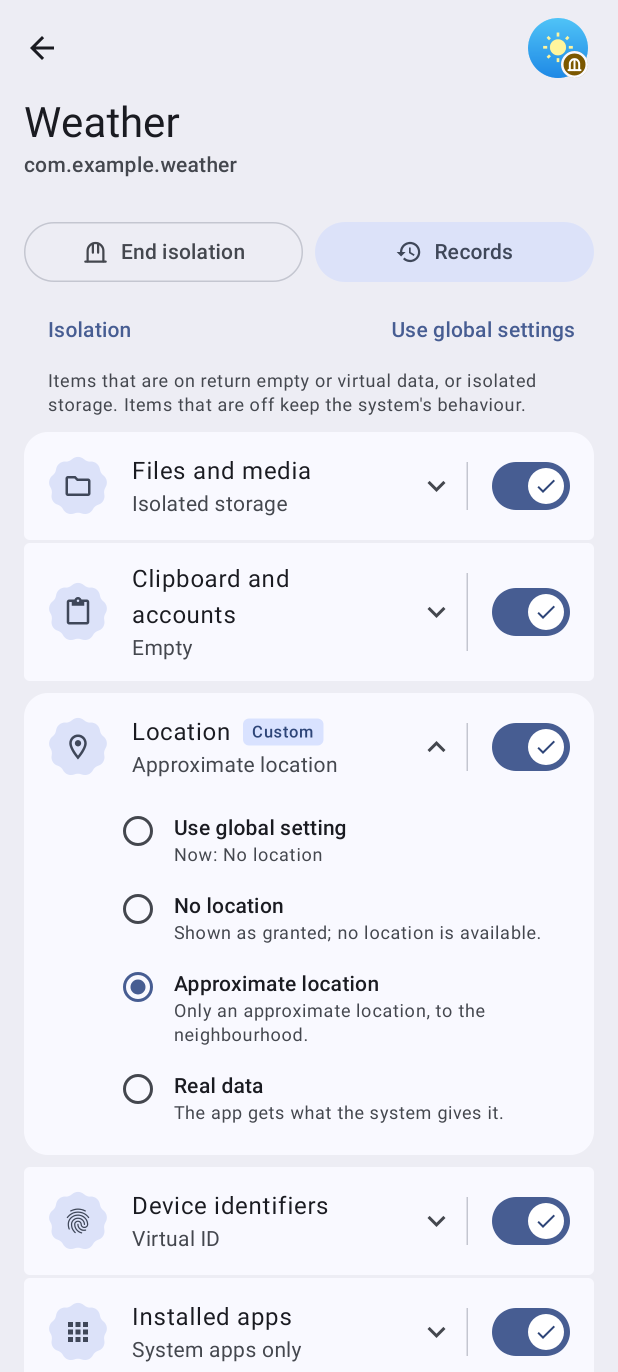 Weather
com.example.weather
End isolation
Records
Isolation
Use global settings
Items that are on return empty or virtual data, or isolated
storage. Items that are off keep the system's behaviour.
Files and media
Isolated storage
Clipboard and
accounts
Empty
Location
Custom
Approximate location
Use global setting
Now: No location
No location
Shown as granted; no location is available.
Approximate location
Only an approximate location, to the
neighbourhood.
Real data
The app gets what the system gives it.
Device identifiers
Virtual ID
Installed apps
System apps only